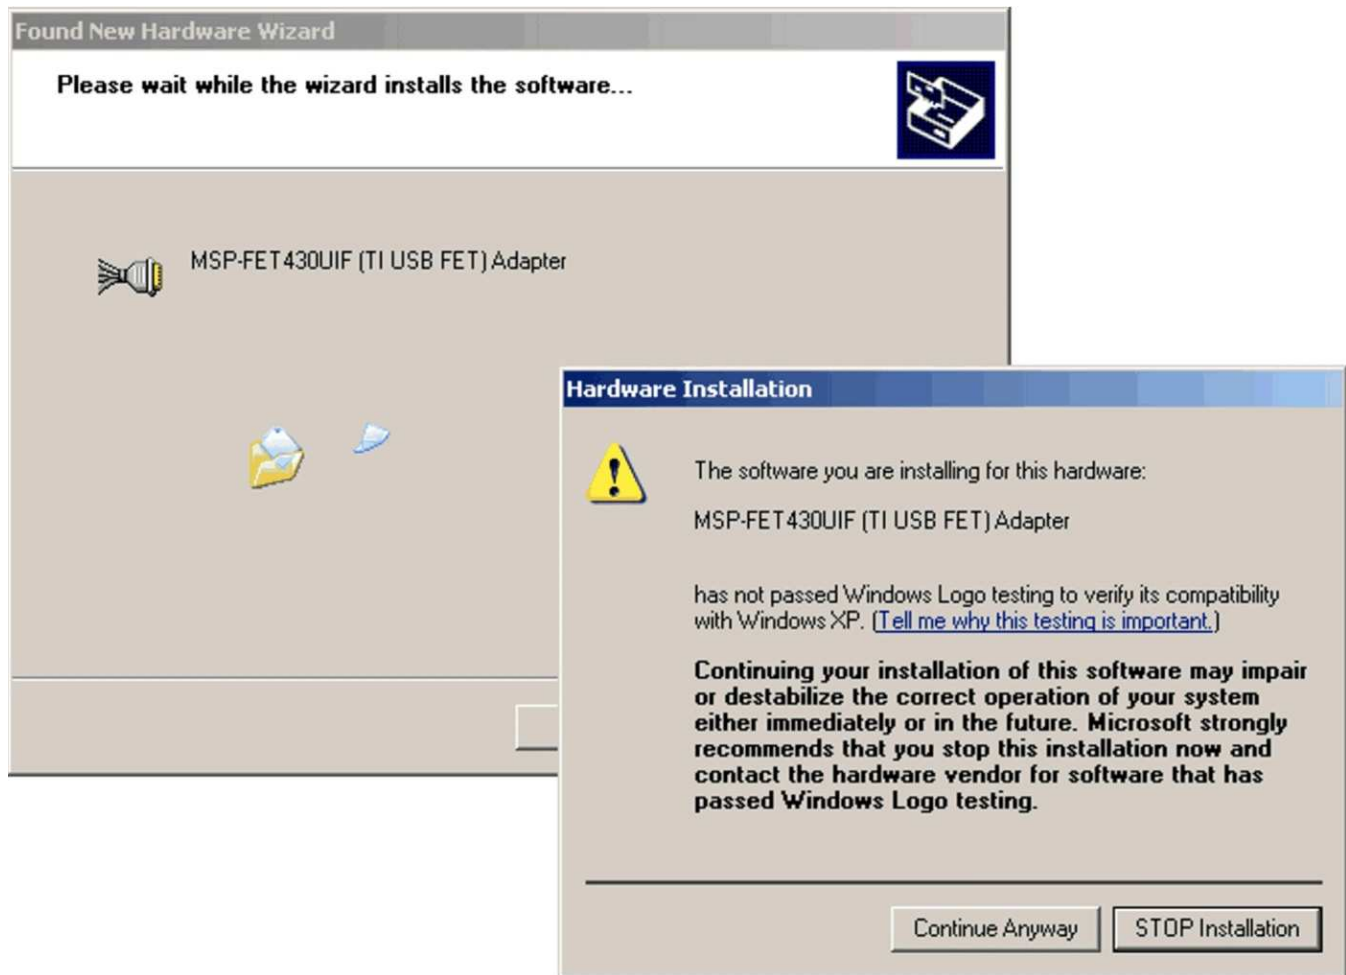 Found New Hardware Wizard
Please wait while the wizard installs the software...
MSP-FET430UIF (TI USB FET) Adapter
Hardware Installation
The software you are installing for this hardware:
MSP-FET430UIF (TI USB FET) Adapter
has not passed Windows Logo testing to verify its compatibility
with Windows XP. (Tell me why this testing is important.)
Continuing your installation of this software may impair
or destabilize the correct operation of your system
either immediately or in the future. Microsoft strongly
recommends that you stop this installation now and
contact the hardware vendor for software that has
passed Windows Logo testing.
Continue Anyway
STOP Installation